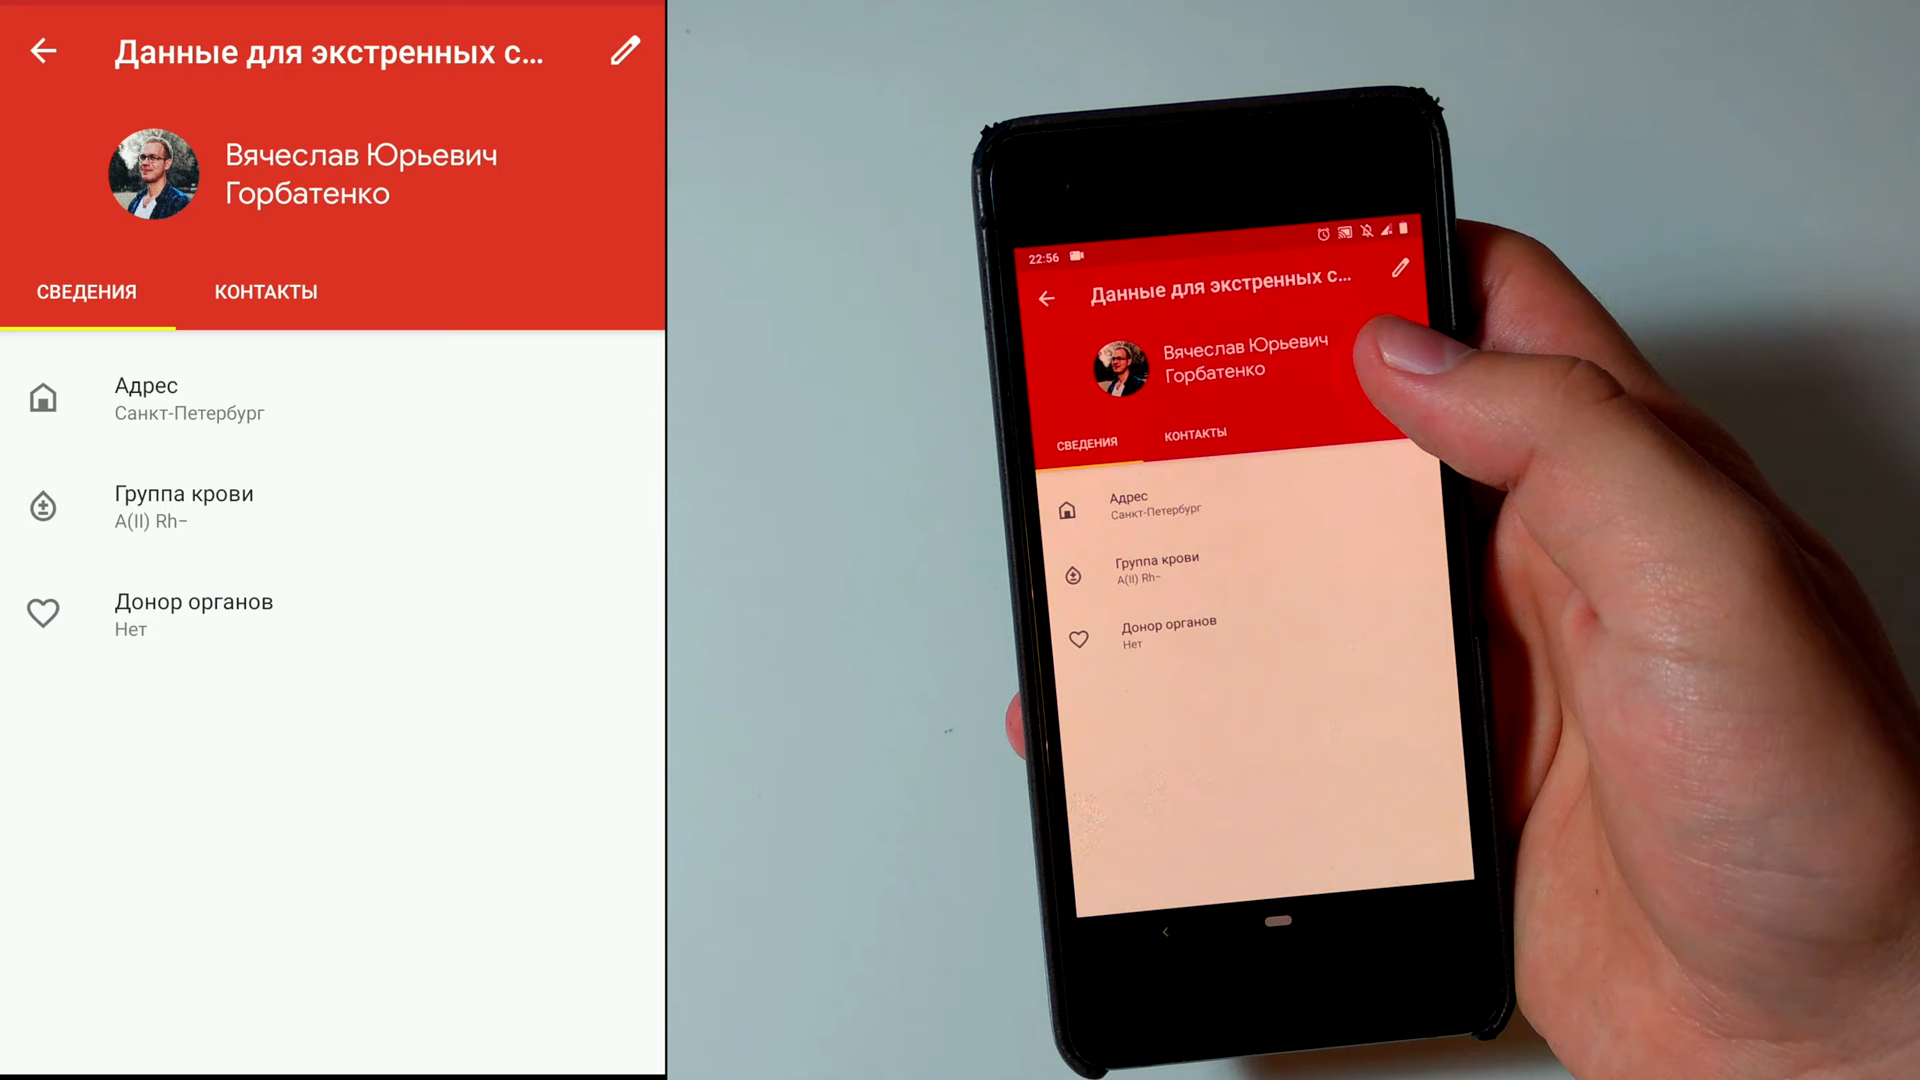 Данные для экстренных с...
Вячеслав Юрьевич
Горбатенко
СВЕДЕНИЯ КОНТАКТЫ
Адрес
Санкт-Петербург
Группа крови
A(II) Rh−
Донор органов
Нет
22:56
Данные для экстренных с...
Вячеслав Юрьевич
Горбатенко
СВЕДЕНИЯ КОНТАКТЫ
Адрес
Санкт-Петербург
Группа крови
A(II) Rh−
Донор органов
Нет